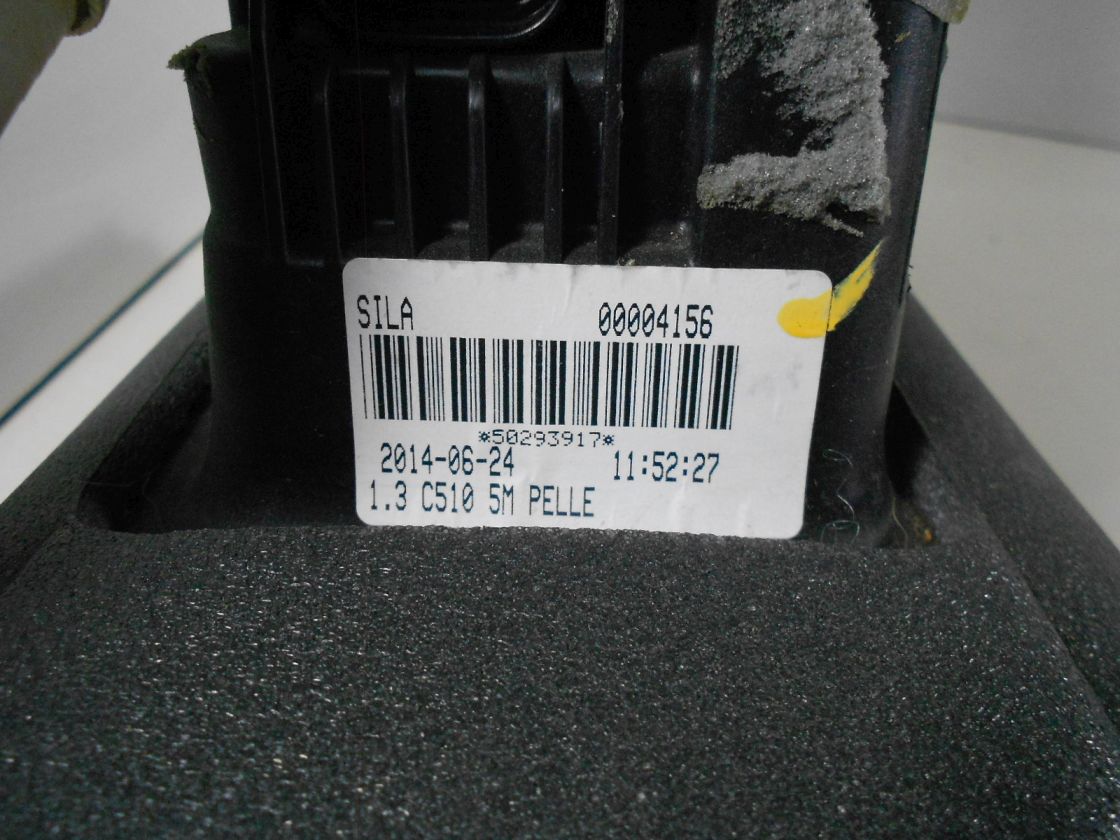 SILA 00004156
*50293917*
2014-06-24 11:52:27
1.3 C510 5M PELLE